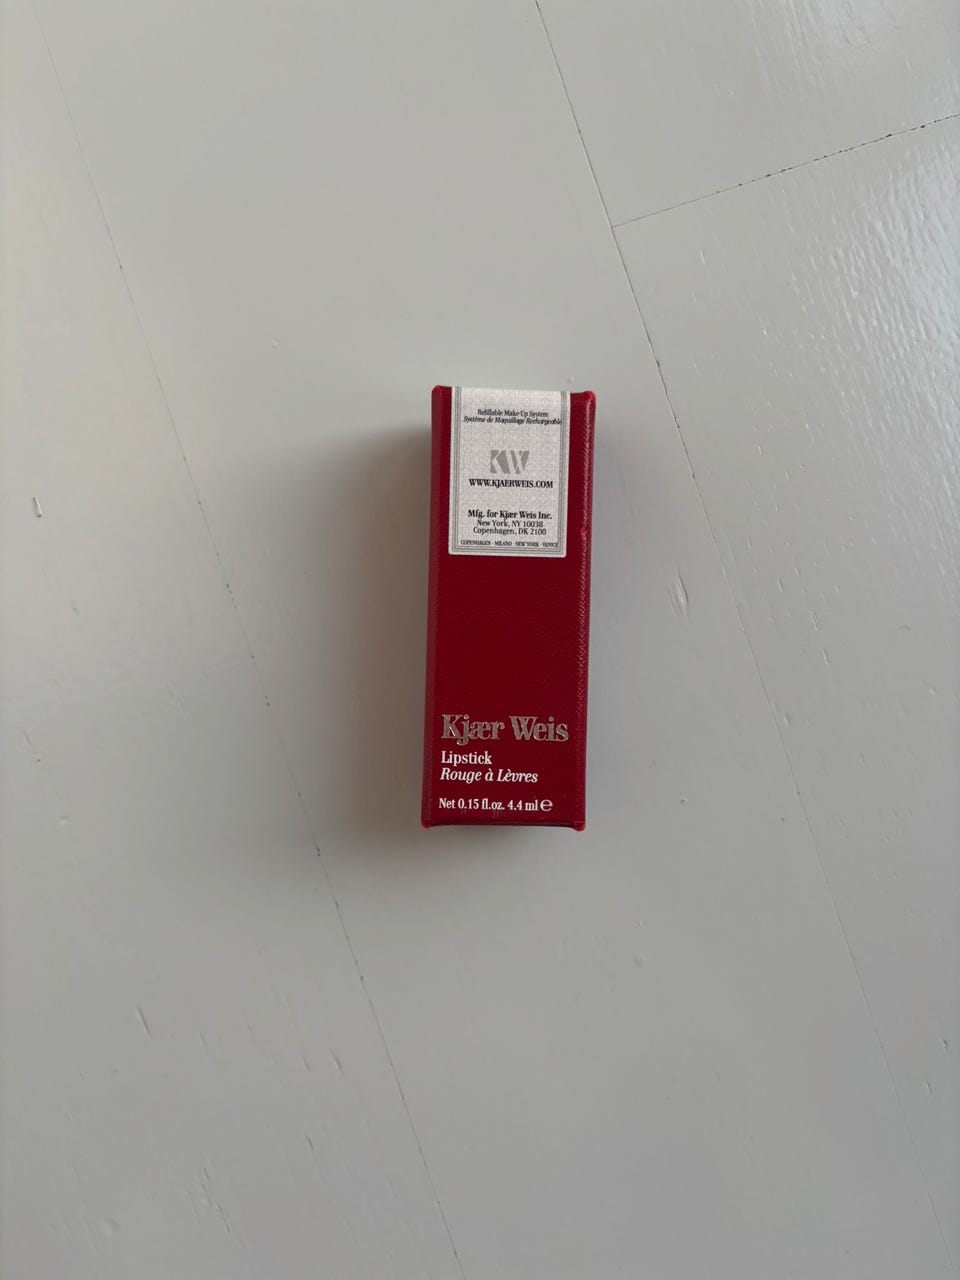 Refillable Make-Up System
Système de Maquillage Rechargeable
KW
WWW.KJAERWEIS.COM
Mfg. for Kjær Weis Inc.
New York, NY 10038
Copenhagen, DK 2100
COPENHAGEN · MILANO · NEW YORK · VENICE
Kjær Weis
Lipstick
Rouge à Lèvres
Net 0.15 fl.oz. 4.4 ml ℮